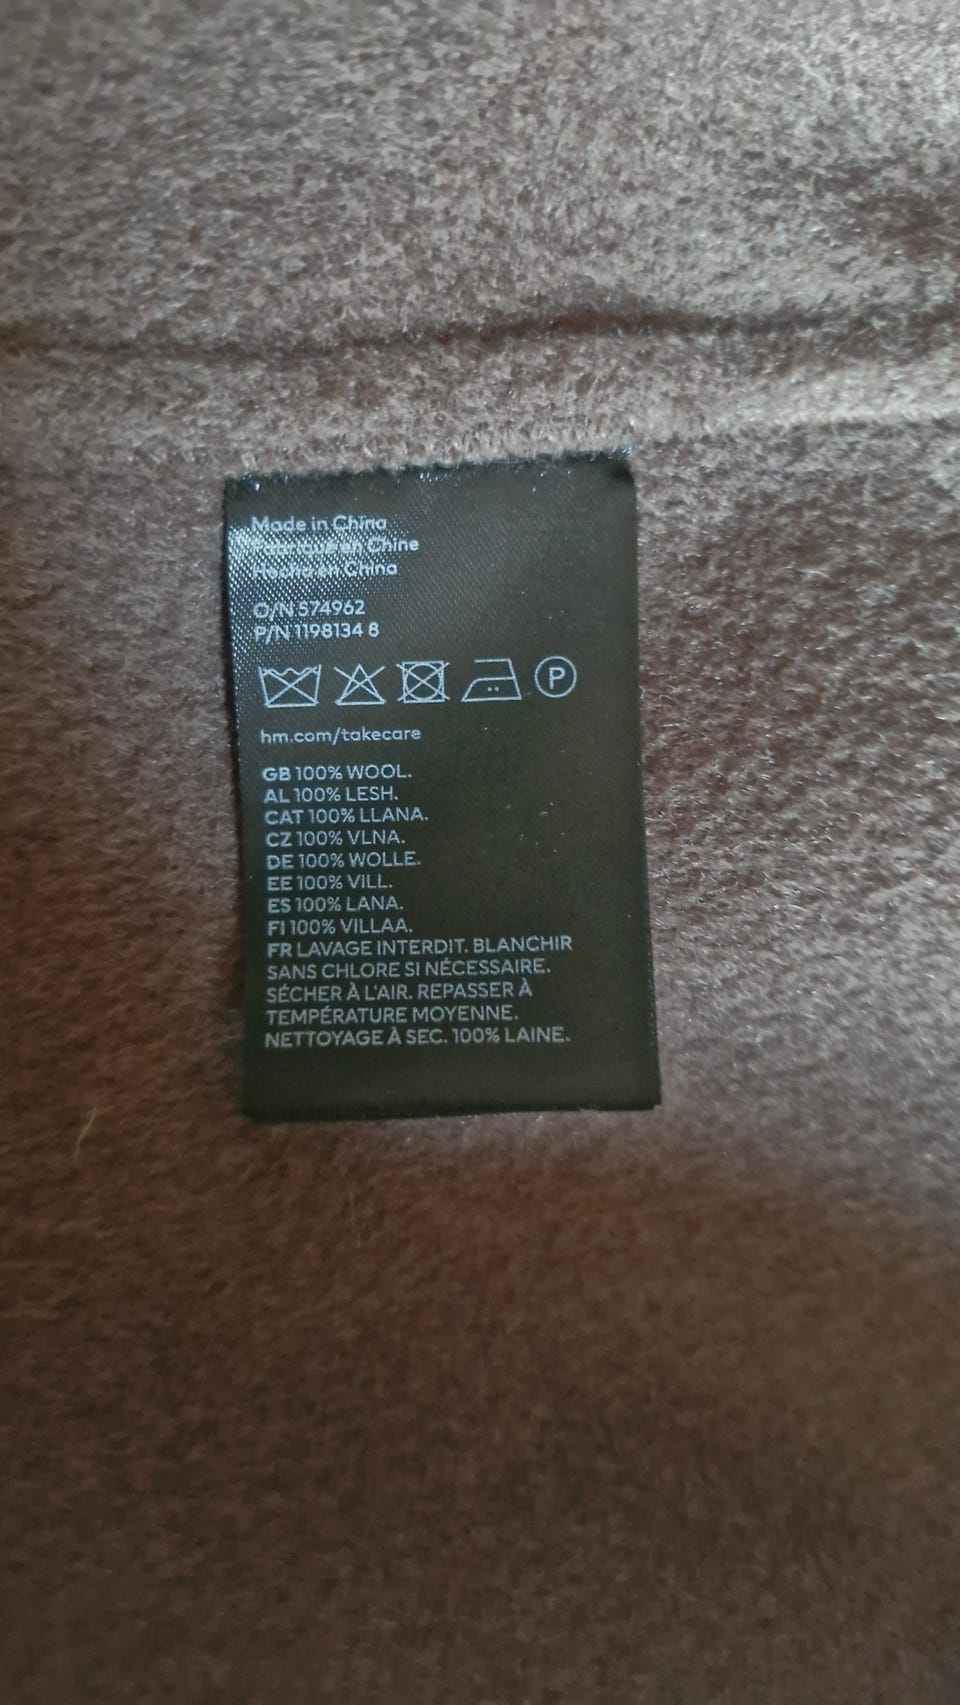 Made in China
Fabriqué en Chine
Hecho en China
O/N 574962
P/N 1198134 8
P
hm.com/takecare
GB 100% WOOL.
AL 100% LESH.
CAT 100% LLANA.
CZ 100% VLNA.
DE 100% WOLLE.
EE 100% VILL.
ES 100% LANA.
FI 100% VILLAA.
FR LAVAGE INTERDIT. BLANCHIR
SANS CHLORE SI NÉCESSAIRE.
SÉCHER À L'AIR. REPASSER À
TEMPÉRATURE MOYENNE.
NETTOYAGE À SEC. 100% LAINE.